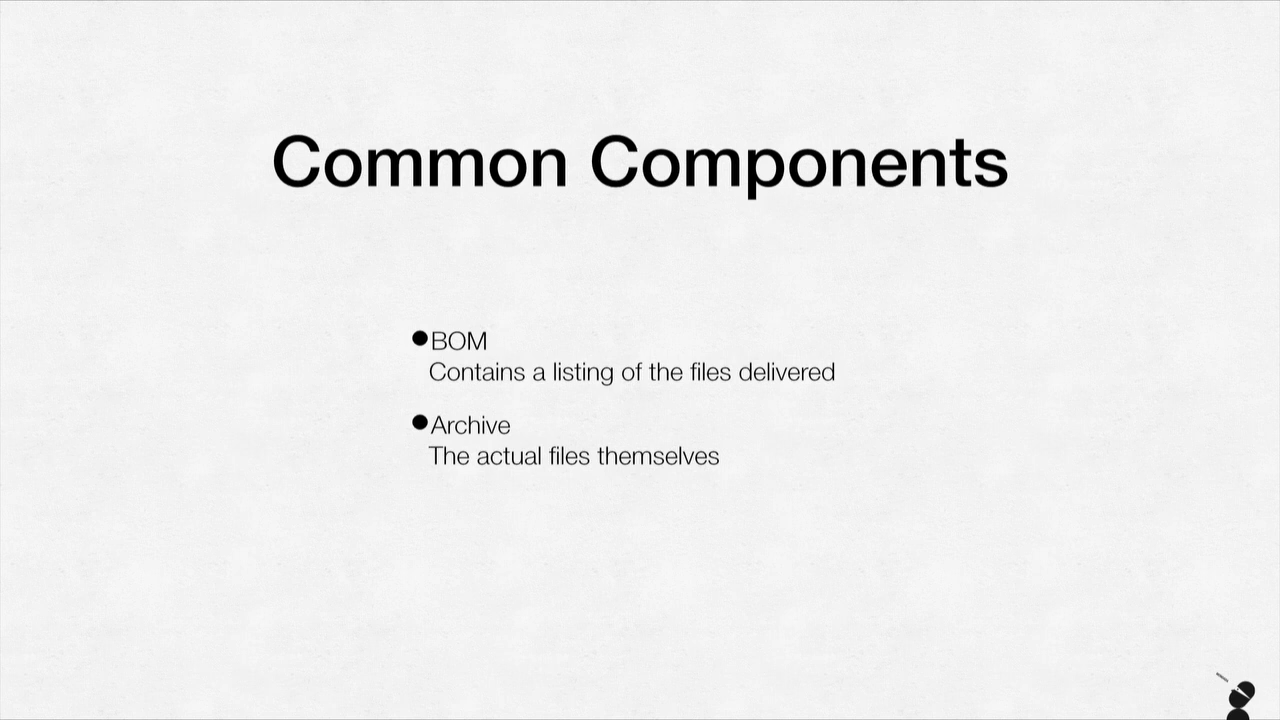 Common Components
●BOM
Contains a listing of the files delivered
●Archive
The actual files themselves